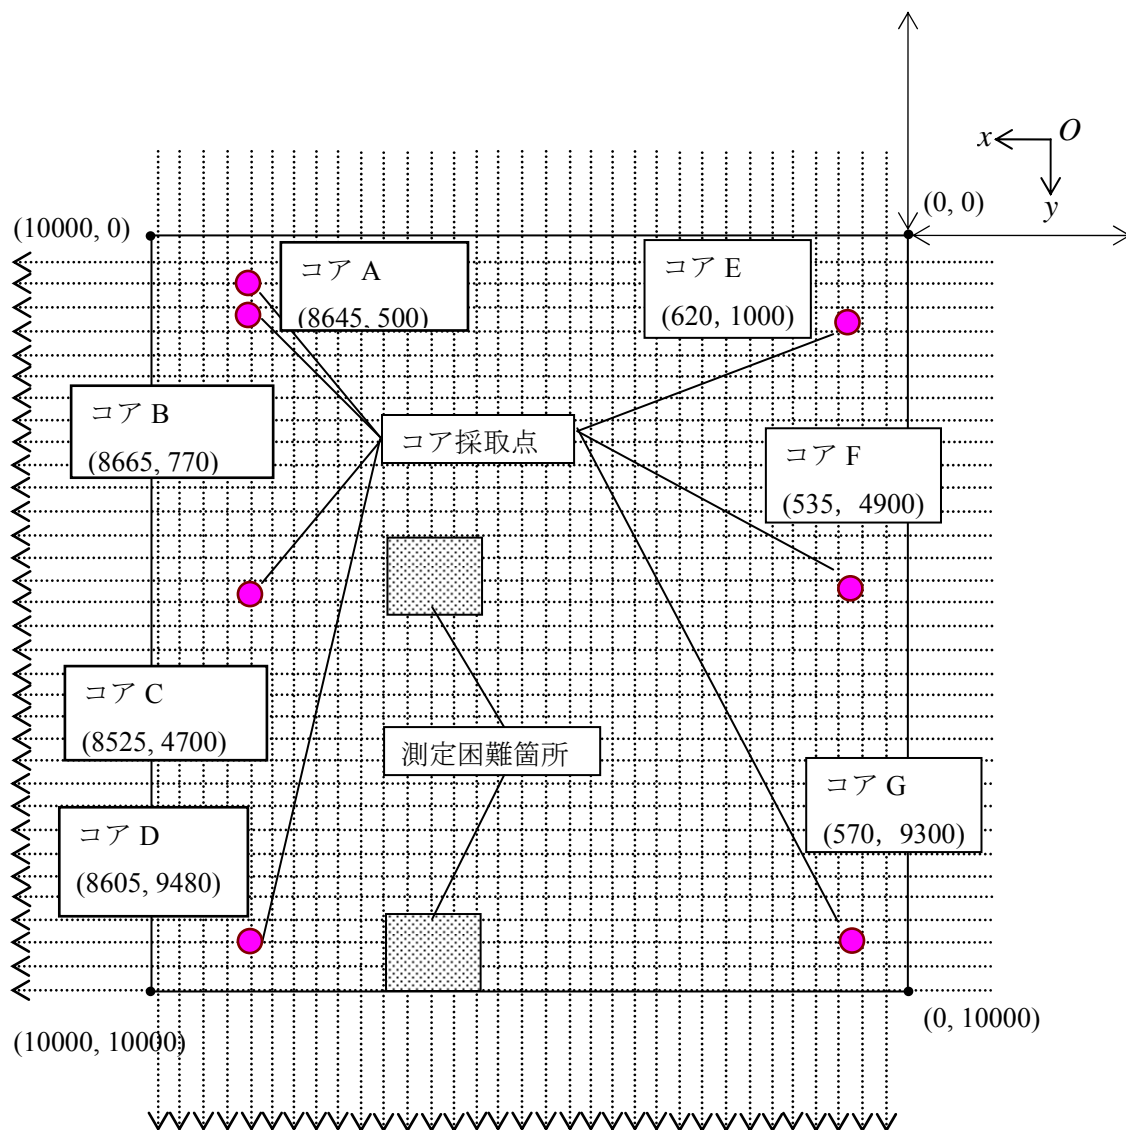 x
O
y
(10000, 0)
(0, 0)
コア A
(8645, 500)
コア E
(620, 1000)
コア B
(8665, 770)
コア採取点
コア F
(535, 4900)
コア C
(8525, 4700)
測定困難箇所
コア G
(570, 9300)
コア D
(8605, 9480)
(10000, 10000)
(0, 10000)